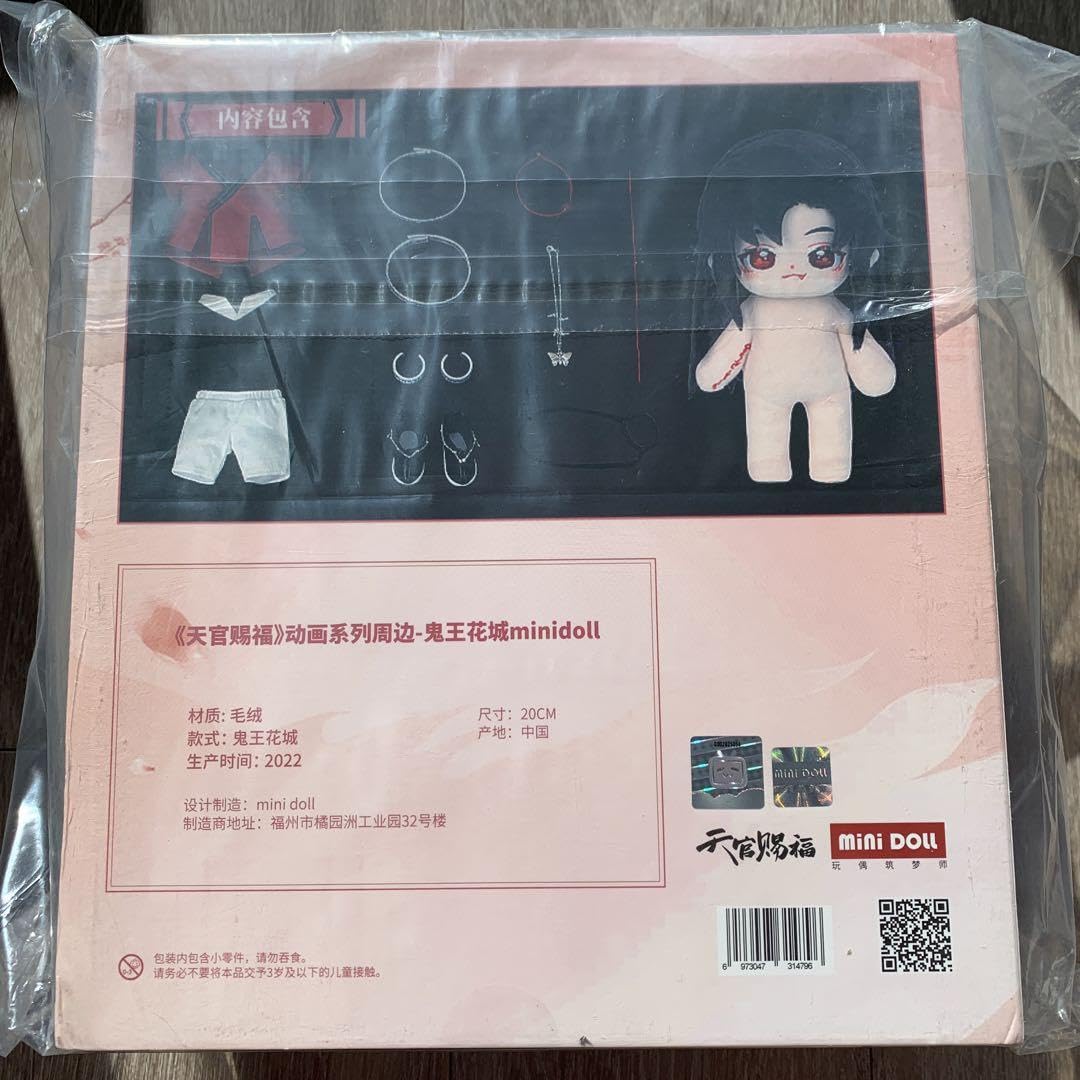 内容包含
《天官赐福》动画系列周边-鬼王花城minidoll
材质: 毛绒
尺寸: 20CM
款式: 鬼王花城
产地: 中国
生产时间: 2022
设计制造: mini doll
制造商地址: 福州市橘园洲工业园32号楼
MINI DOLL
天官赐福
MINI DOLL
玩偶筑梦师
包装内包含小零件，请勿吞食。
0-3
请务必不要将本品交予3岁及以下的儿童接触。
6 973047 314796